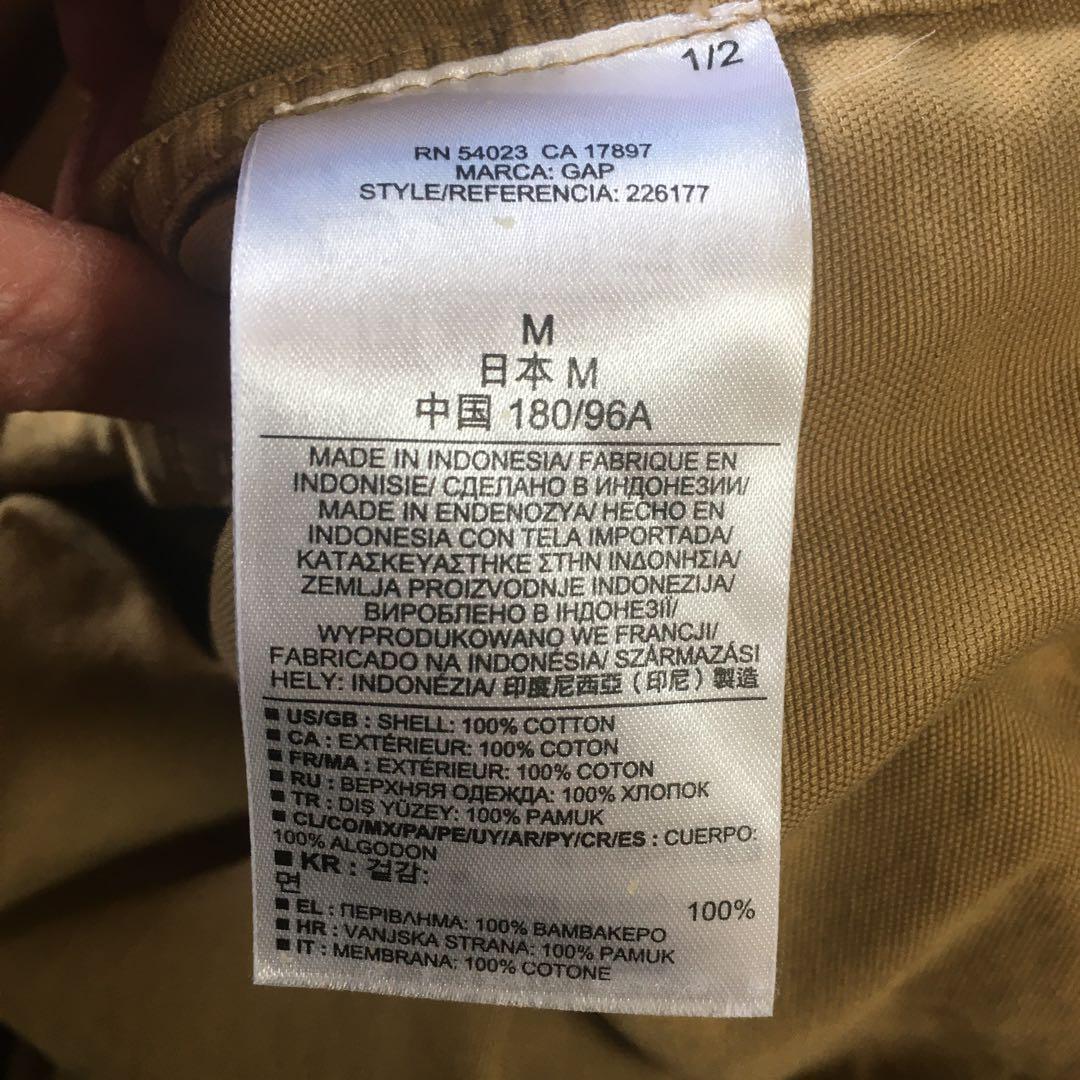 1/2
RN 54023 CA 17897
MARCA: GAP
STYLE/REFERENCIA: 226177
M
日本 M
中国 180/96A
MADE IN INDONESIA/ FABRIQUE EN
INDONISIE/ СДЕЛАНО В ИНДОНЕЗИИ/
MADE IN ENDENOZYA/ HECHO EN
INDONESIA CON TELA IMPORTADA/
ΚΑΤΑΣΚΕΥΑΣΤΗΚΕ ΣΤΗΝ ΙΝΔΟΝΗΣΙΑ/
ZEMLJA PROIZVODNJE INDONEZIJA/
ВИРОБЛЕНО В ІНДОНЕЗІЇ/
WYPRODUKOWANO WE FRANCJI/
FABRICADO NA INDONÉSIA/ SZÁRMAZÁSI
HELY: INDONÉZIA/ 印度尼西亞 (印尼) 製造
US/GB : SHELL: 100% COTTON
CA : EXTÉRIEUR: 100% COTON
FR/MA : EXTÉRIEUR: 100% COTON
RU : ВЕРХНЯЯ ОДЕЖДА: 100% ХЛОПОК
TR : DIŞ YÜZEY: 100% PAMUK
CL/CO/MX/PA/PE/UY/AR/PY/CR/ES : CUERPO:
100% ALGODON
KR : 겉감:
면 100%
EL : ΠΕΡΙΒΛΗΜΑ: 100% ΒΑΜΒΑΚΕΡΟ
HR : VANJSKA STRANA: 100% PAMUK
IT : MEMBRANA: 100% COTONE